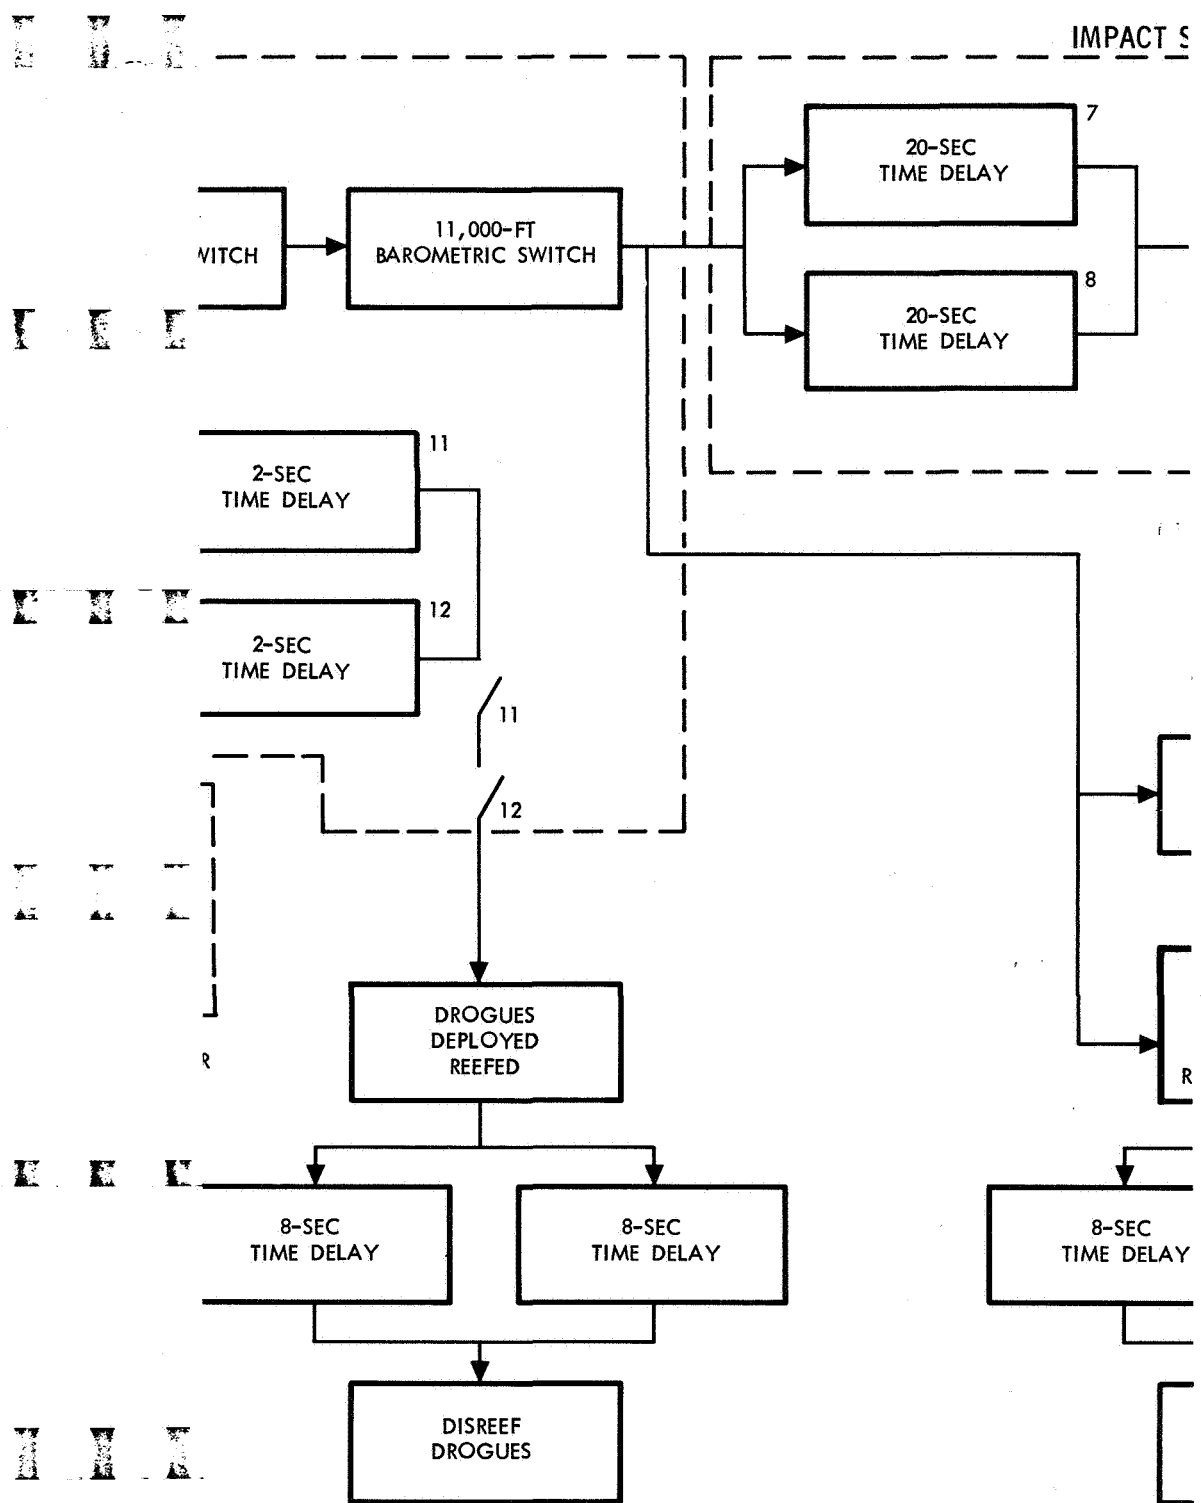 IMPACT S
7
20-SEC
TIME DELAY
11,000-FT
BAROMETRIC SWITCH
WITCH
8
20-SEC
TIME DELAY
11
2-SEC
TIME DELAY
12
2-SEC
TIME DELAY
11
12
DROGUES
DEPLOYED
REEFED
R
R
8-SEC
TIME DELAY
8-SEC
TIME DELAY
8-SEC
TIME DELAY
DISREEF
DROGUES